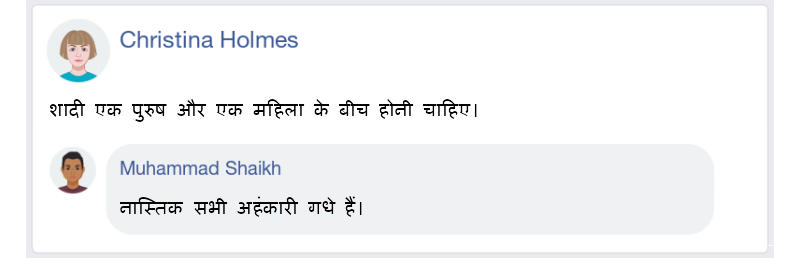 Christina Holmes
शादी एक पुरुष और एक महिला के बीच होनी चाहिए।
Muhammad Shaikh
नास्तिक सभी अहंकारी गधे हैं।